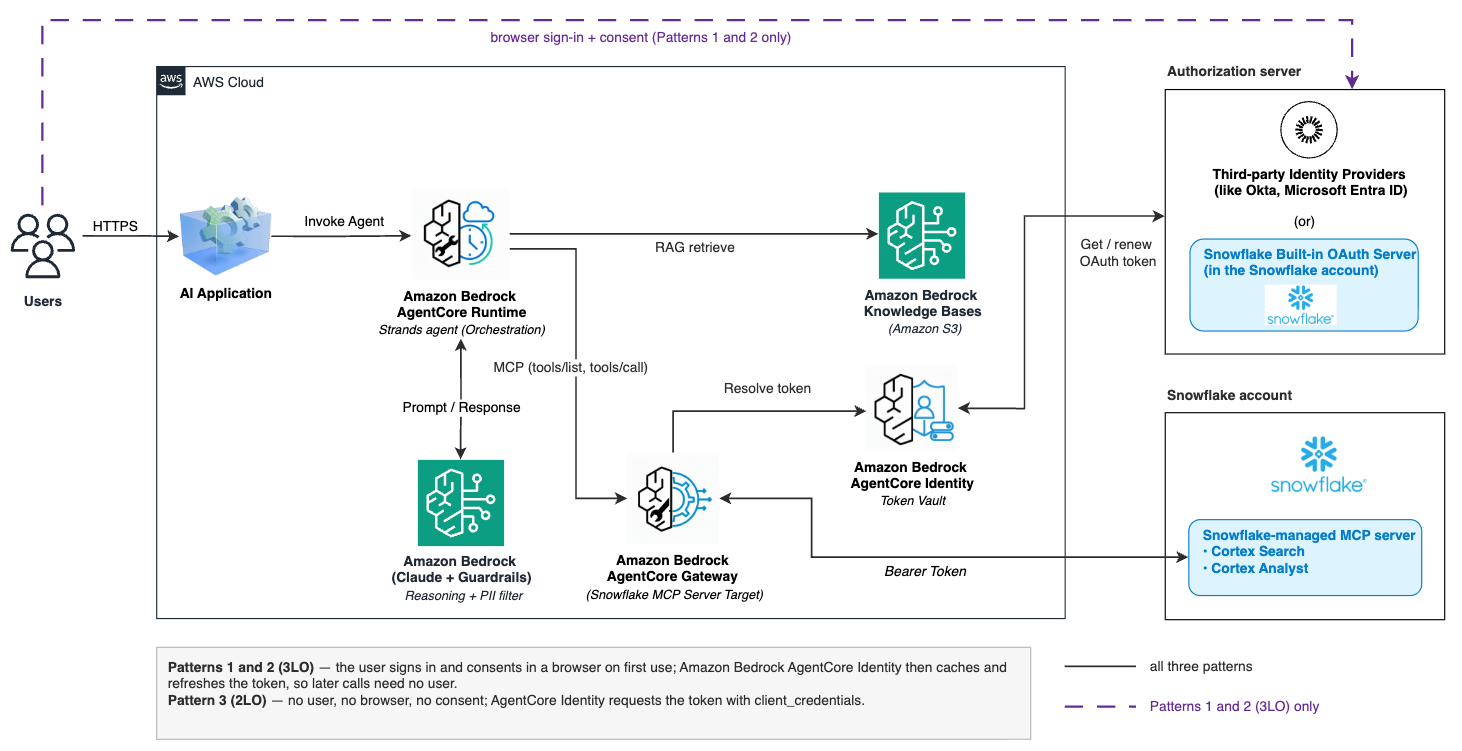 browser sign-in + consent (Patterns 1 and 2 only)
aws
AWS Cloud
Authorization server
Third-party Identity Providers
(like Okta, Microsoft Entra ID)
(or)
Snowflake Built-in OAuth Server
(in the Snowflake account)
snowflake
HTTPS
Users
AI Application
Invoke Agent
Amazon Bedrock
AgentCore Runtime
Strands agent (Orchestration)
RAG retrieve
Amazon Bedrock
Knowledge Bases
(Amazon S3)
Get / renew
OAuth token
MCP (tools/list, tools/call)
Prompt / Response
Resolve token
Amazon Bedrock
AgentCore Identity
Token Vault
Snowflake account
snowflake
Snowflake-managed MCP server
• Cortex Search
• Cortex Analyst
Amazon Bedrock
(Claude + Guardrails)
Reasoning + PII filter
Amazon Bedrock
AgentCore Gateway
(Snowflake MCP Server Target)
Bearer Token
Patterns 1 and 2 (3LO) — the user signs in and consents in a browser on first use; Amazon Bedrock AgentCore Identity then caches and
refreshes the token, so later calls need no user.
Pattern 3 (2LO) — no user, no browser, no consent; AgentCore Identity requests the token with client_credentials.
all three patterns
Patterns 1 and 2 (3LO) only